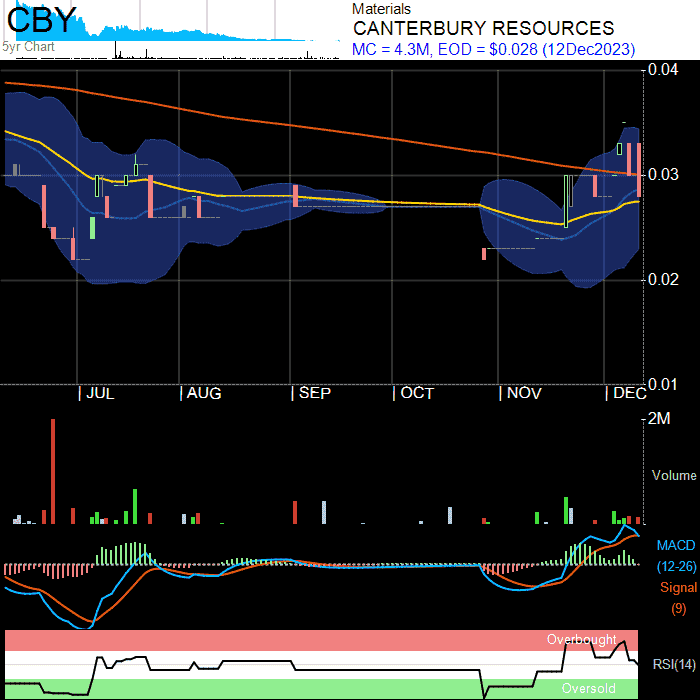 CBY
5yr Chart
Materials
CANTERBURY RESOURCES
MC = 4.3M, EOD = $0.028 (12Dec2023)
0.04
0.03
0.02
0.01
JUL AUG SEP OCT NOV DEC
2M
Volume
MACD
(12-26)
Signal
(9)
Overbought
RSI(14)
Oversold